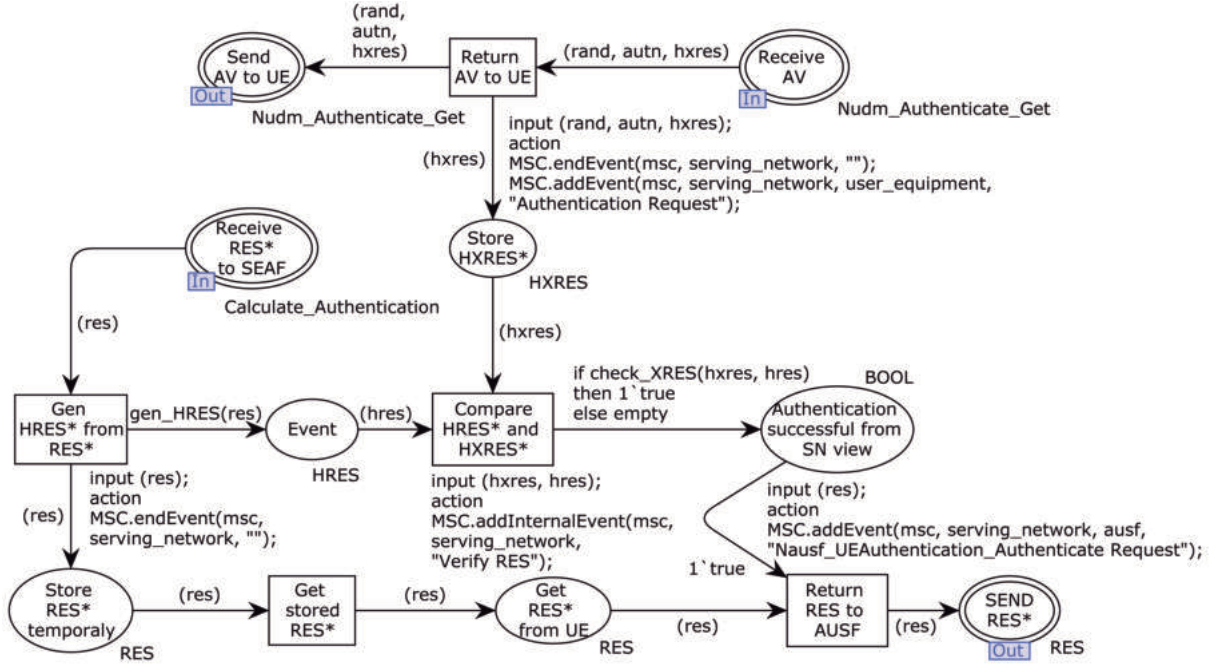 (rand,
autn,
hxres)
Send
AV to UE
Out
Nudm_Authenticate_Get
Return
AV to UE
(rand, autn, hxres)
Receive
AV
In
Nudm_Authenticate_Get
(hxres)
input (rand, autn, hxres);
action
MSC.endEvent(msc, serving_network, "");
MSC.addEvent(msc, serving_network, user_equipment,
"Authentication Request");
Receive
RES*
to SEAF
In
Calculate_Authentication
Store
HXRES*
HXRES
(res)
(hxres)
Gen
HRES* from
RES*
gen_HRES(res)
Event
HRES
(hres)
Compare
HRES* and
HXRES*
if check_XRES(hxres, hres)
then 1`true
else empty
BOOL
Authentication
successful from
SN view
(res)
input (res);
action
MSC.endEvent(msc,
serving_network, "");
input (hxres, hres);
action
MSC.addInternalEvent(msc,
serving_network,
"Verify RES");
input (res);
action
MSC.addEvent(msc, serving_network, ausf,
"Nausf_UEAuthentication_Authenticate Request");
1`true
Store
RES*
temporaly
RES
(res)
Get
stored
RES*
(res)
Get
RES*
from UE
RES
(res)
Return
RES to
AUSF
(res)
SEND
RES*
Out
RES